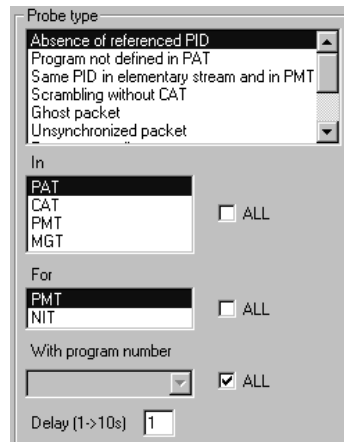 Probe type
Absence of referenced PID
Program not defined in PAT
Same PID in elementary stream and in PMT
Scrambling without CAT
Ghost packet
Unsynchronized packet
In
PAT
CAT
PMT
MGT
ALL
For
PMT
NIT
ALL
With program number
ALL
Delay (1->10s) 1